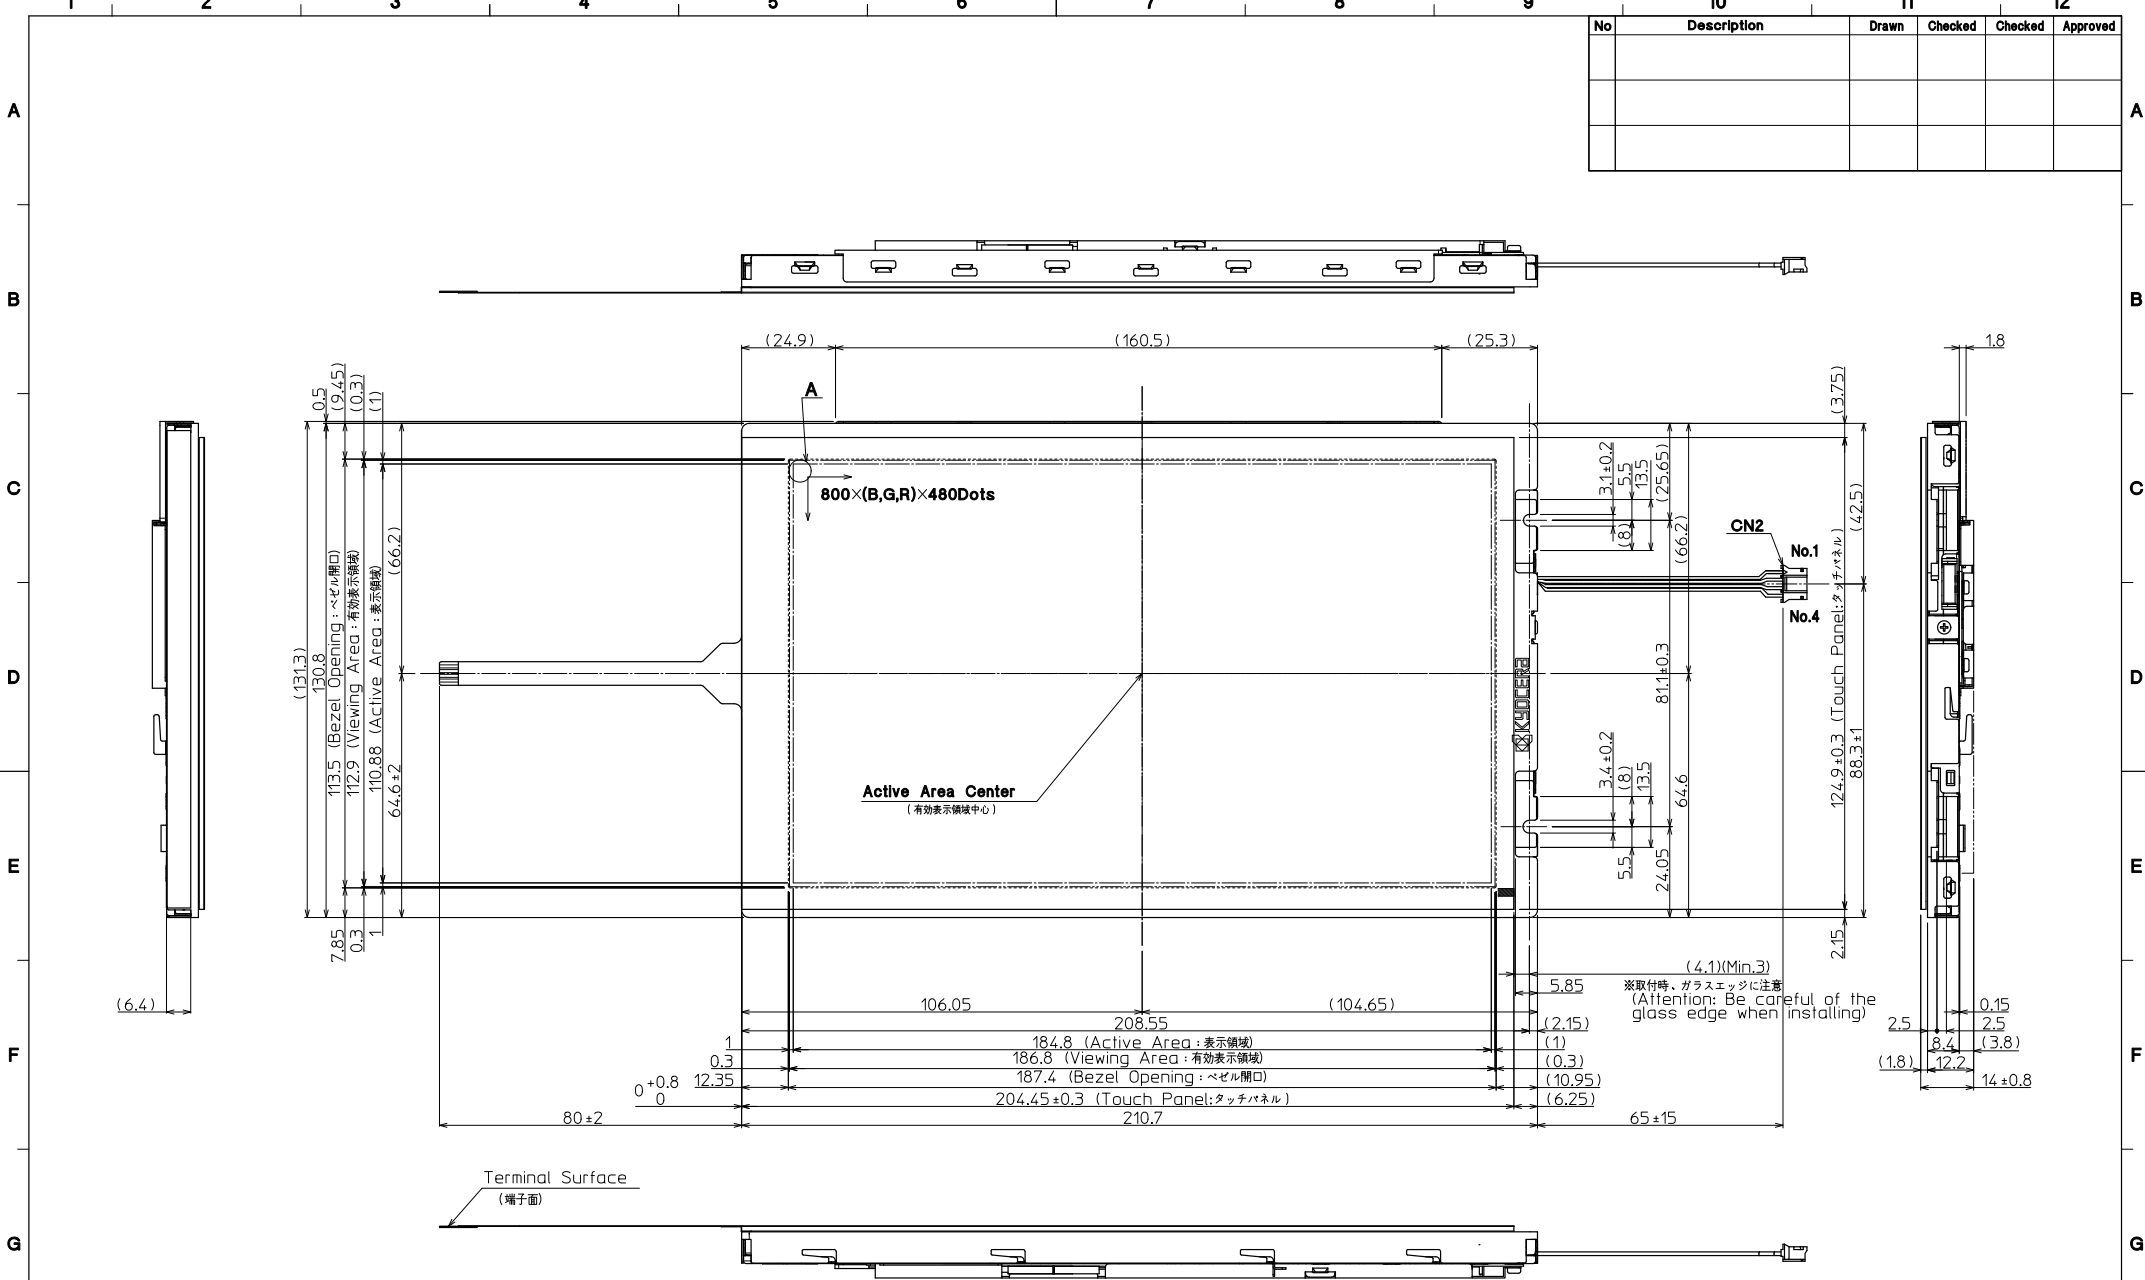 1 2 3 4 5 6 7 8 9 10 11 12
No Description Drawn Checked Checked Approved
A A
B B
(24.9) (160.5) (25.3) 1.8
0.5 (9.45) (0.3) (1)
A
(3.75)
C C
800×(B,G,R)×480Dots
3.1±0.2 5.5 13.5 (25.65)
(8) (66.2) (42.5)
(66.2)
CN2
No.1
No.4
D D
(131.3)
130.8
113.5 (Bezel Opening:ベゼル開口)
112.9 (Viewing Area:有効表示領域)
110.88 (Active Area:表示領域)
64.6±2
KYOCERA
81.1±0.3
124.9±0.3 (Touch Panel:タッチパネル)
88.3±1
Active Area Center
(有効表示領域中心)
3.4±0.2 (8) 13.5 64.6
E E
5.5 24.05
7.85 0.3 1
2.15
(6.4)
(4.1)(Min.3)
5.85
※取付時、ガラスエッジに注意
(Attention: Be careful of the
glass edge when installing)
106.05 (104.65) 0.15
208.55 (2.15) 2.5 2.5
F F
1 184.8 (Active Area:表示領域) (1) 8.4 (3.8)
0.3 186.8 (Viewing Area:有効表示領域) (0.3) (1.8) 12.2
12.35 187.4 (Bezel Opening:ベゼル開口) (10.95) 14±0.8
0 +0.8 0 204.45±0.3 (Touch Panel:タッチパネル) (6.25)
80±2 210.7 65±15
Terminal Surface
(端子面)
G G